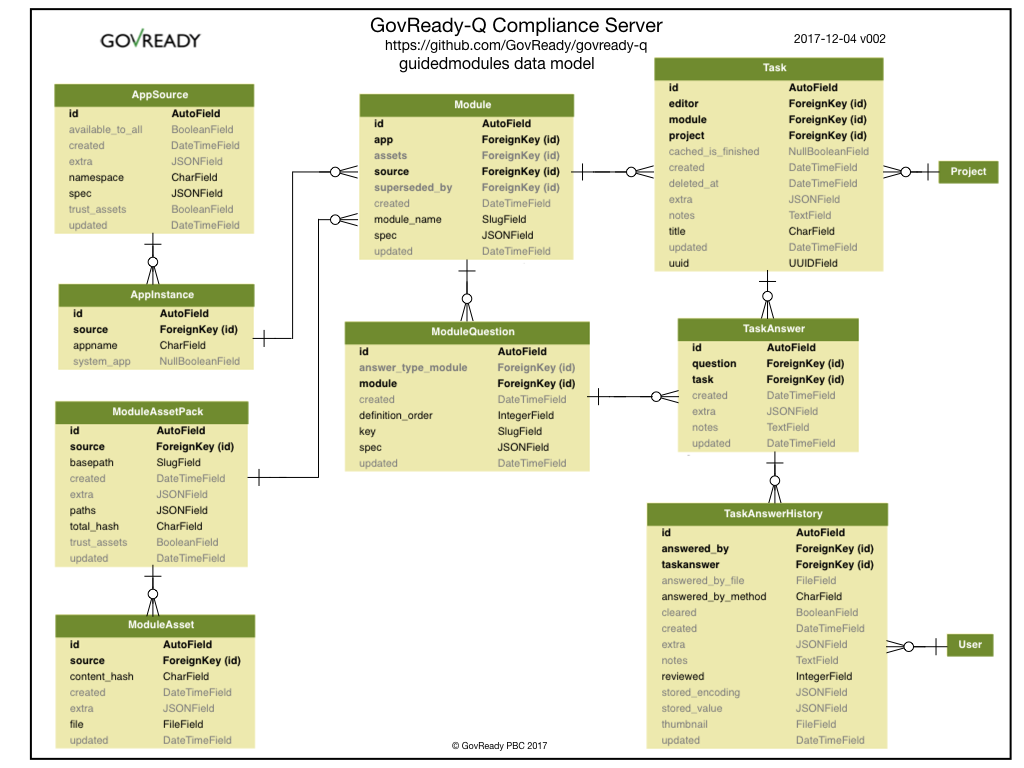 GOVREADY
GovReady-Q Compliance Server
https://github.com/GovReady/govready-q
guidedmodules data model
2017-12-04 v002
AppSource
id AutoField
available_to_all BooleanField
created DateTimeField
extra JSONField
namespace CharField
spec JSONField
trust_assets BooleanField
updated DateTimeField
AppInstance
id AutoField
source ForeignKey (id)
appname CharField
system_app NullBooleanField
ModuleAssetPack
id AutoField
source ForeignKey (id)
basepath SlugField
created DateTimeField
extra JSONField
paths JSONField
total_hash CharField
trust_assets BooleanField
updated DateTimeField
ModuleAsset
id AutoField
source ForeignKey (id)
content_hash CharField
created DateTimeField
extra JSONField
file FileField
updated DateTimeField
Module
id AutoField
app ForeignKey (id)
assets ForeignKey (id)
source ForeignKey (id)
superseded_by ForeignKey (id)
created DateTimeField
module_name SlugField
spec JSONField
updated DateTimeField
ModuleQuestion
id AutoField
answer_type_module ForeignKey (id)
module ForeignKey (id)
created DateTimeField
definition_order IntegerField
key SlugField
spec JSONField
updated DateTimeField
Task
id AutoField
editor ForeignKey (id)
module ForeignKey (id)
project ForeignKey (id)
cached_is_finished NullBooleanField
created DateTimeField
deleted_at DateTimeField
extra JSONField
notes TextField
title CharField
updated DateTimeField
uuid UUIDField
Project
TaskAnswer
id AutoField
question ForeignKey (id)
task ForeignKey (id)
created DateTimeField
extra JSONField
notes TextField
updated DateTimeField
TaskAnswerHistory
id AutoField
answered_by ForeignKey (id)
taskanswer ForeignKey (id)
answered_by_file FileField
answered_by_method CharField
cleared BooleanField
created DateTimeField
extra JSONField
notes TextField
reviewed IntegerField
stored_encoding JSONField
stored_value JSONField
thumbnail FileField
updated DateTimeField
User
© GovReady PBC 2017